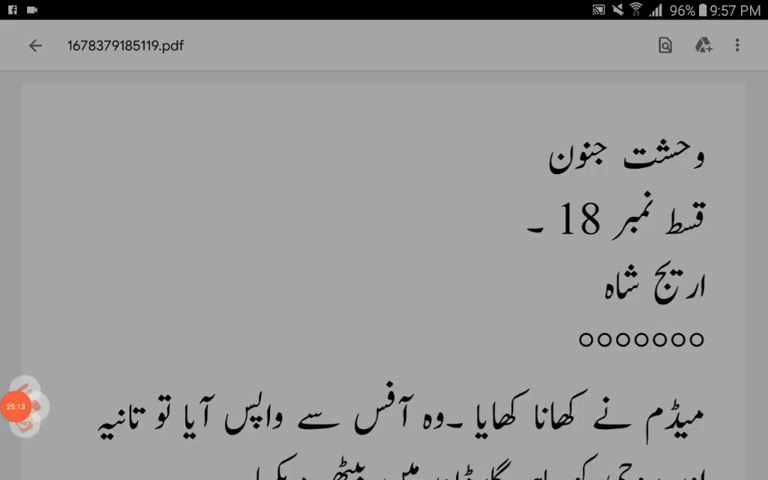 96% 9:57 PM
1678379185119.pdf
وحشت جنون
قسط نمبر 18 ۔
اریج شاہ
○○○○○○○
میڈم نے کھانا کھایا ۔وہ آفس سے واپس آیا تو تانیہ
25:13